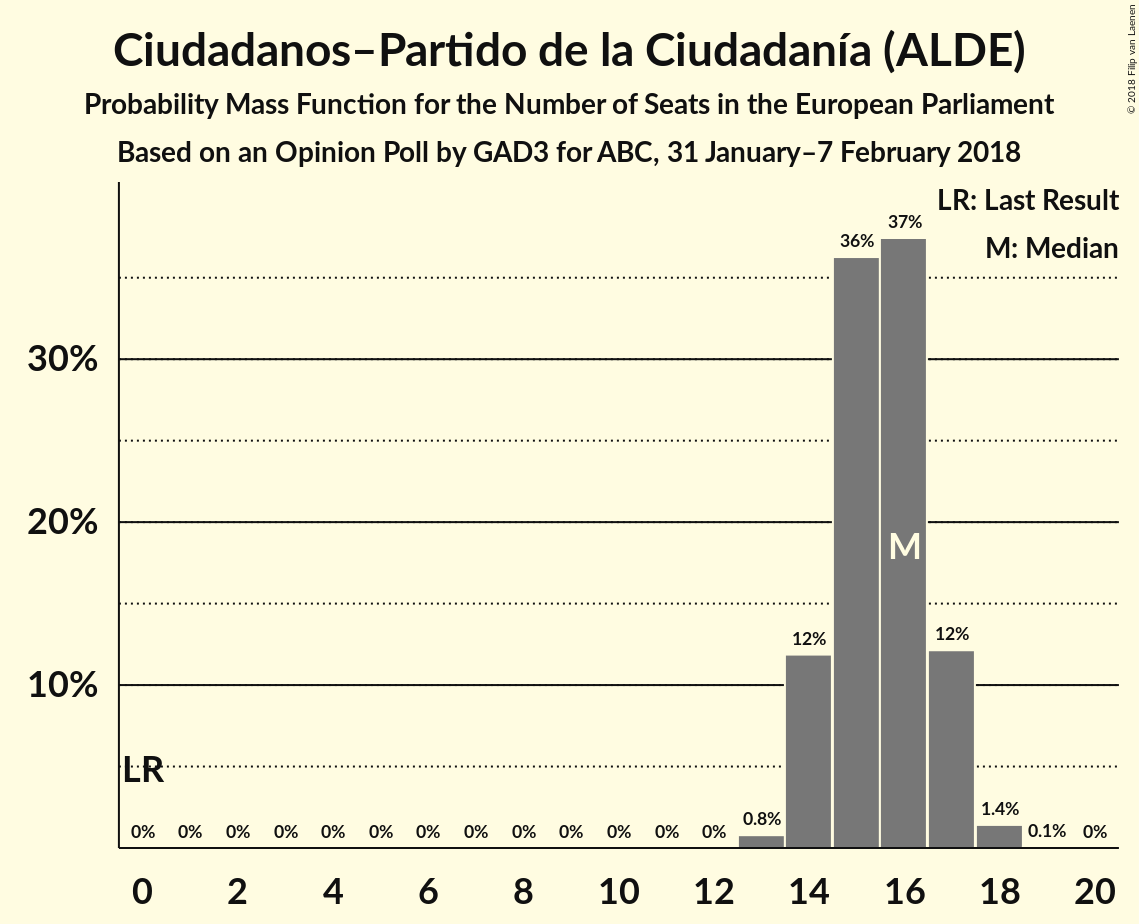 Ciudadanos–Partido de la Ciudadanía (ALDE)
Probability Mass Function for the Number of Seats in the European Parliament
Based on an Opinion Poll by GAD3 for ABC, 31 January–7 February 2018
© 2018 Filip van Laenen
LR: Last Result
M: Median
37%
36%
30%
20%
M
12%
12%
10%
LR
0% 0% 0% 0% 0% 0% 0% 0% 0% 0% 0% 0% 0% 0.8% 1.4% 0.1% 0%
0 2 4 6 8 10 12 14 16 18 20